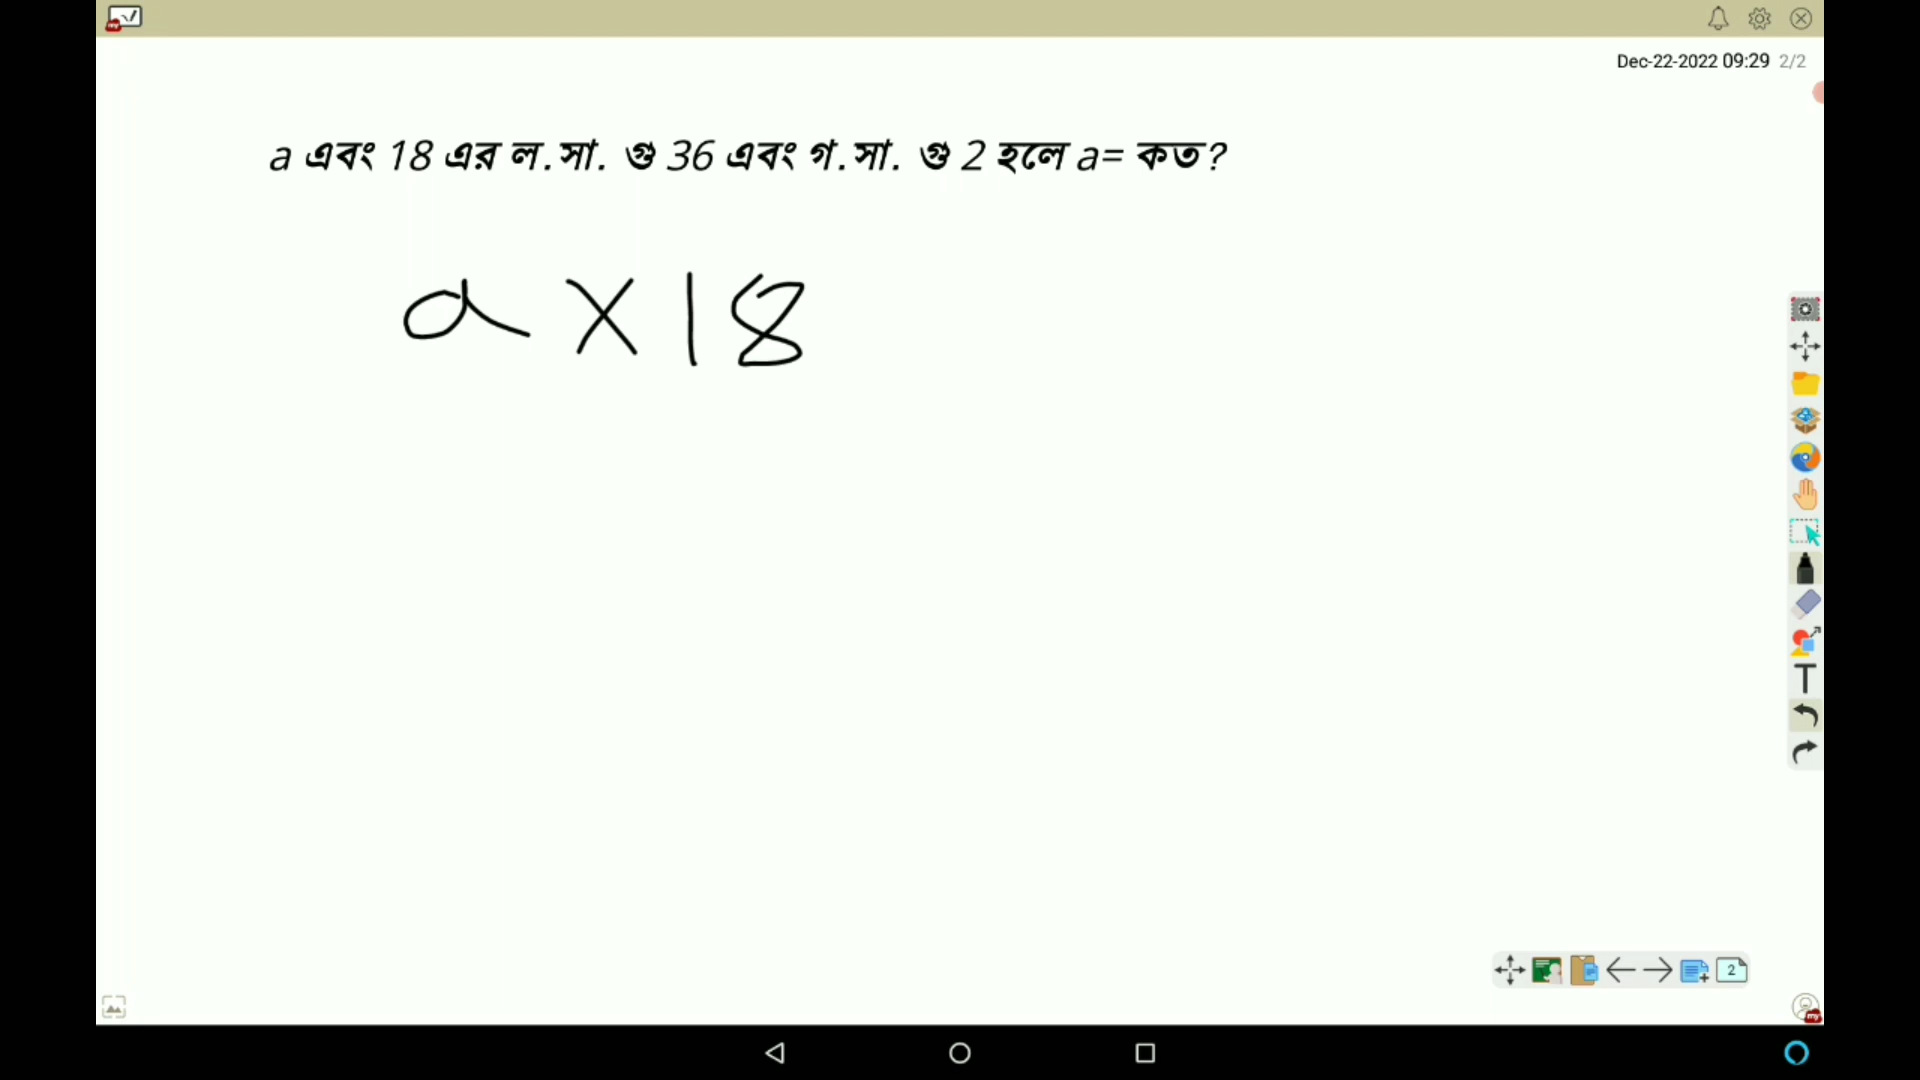 Dec-22-2022 09:29 2/2
a এবং 18 এর ল.সা. গু 36 এবং গ.সা. গু 2 হলে a= কত?
a × 18
T
2